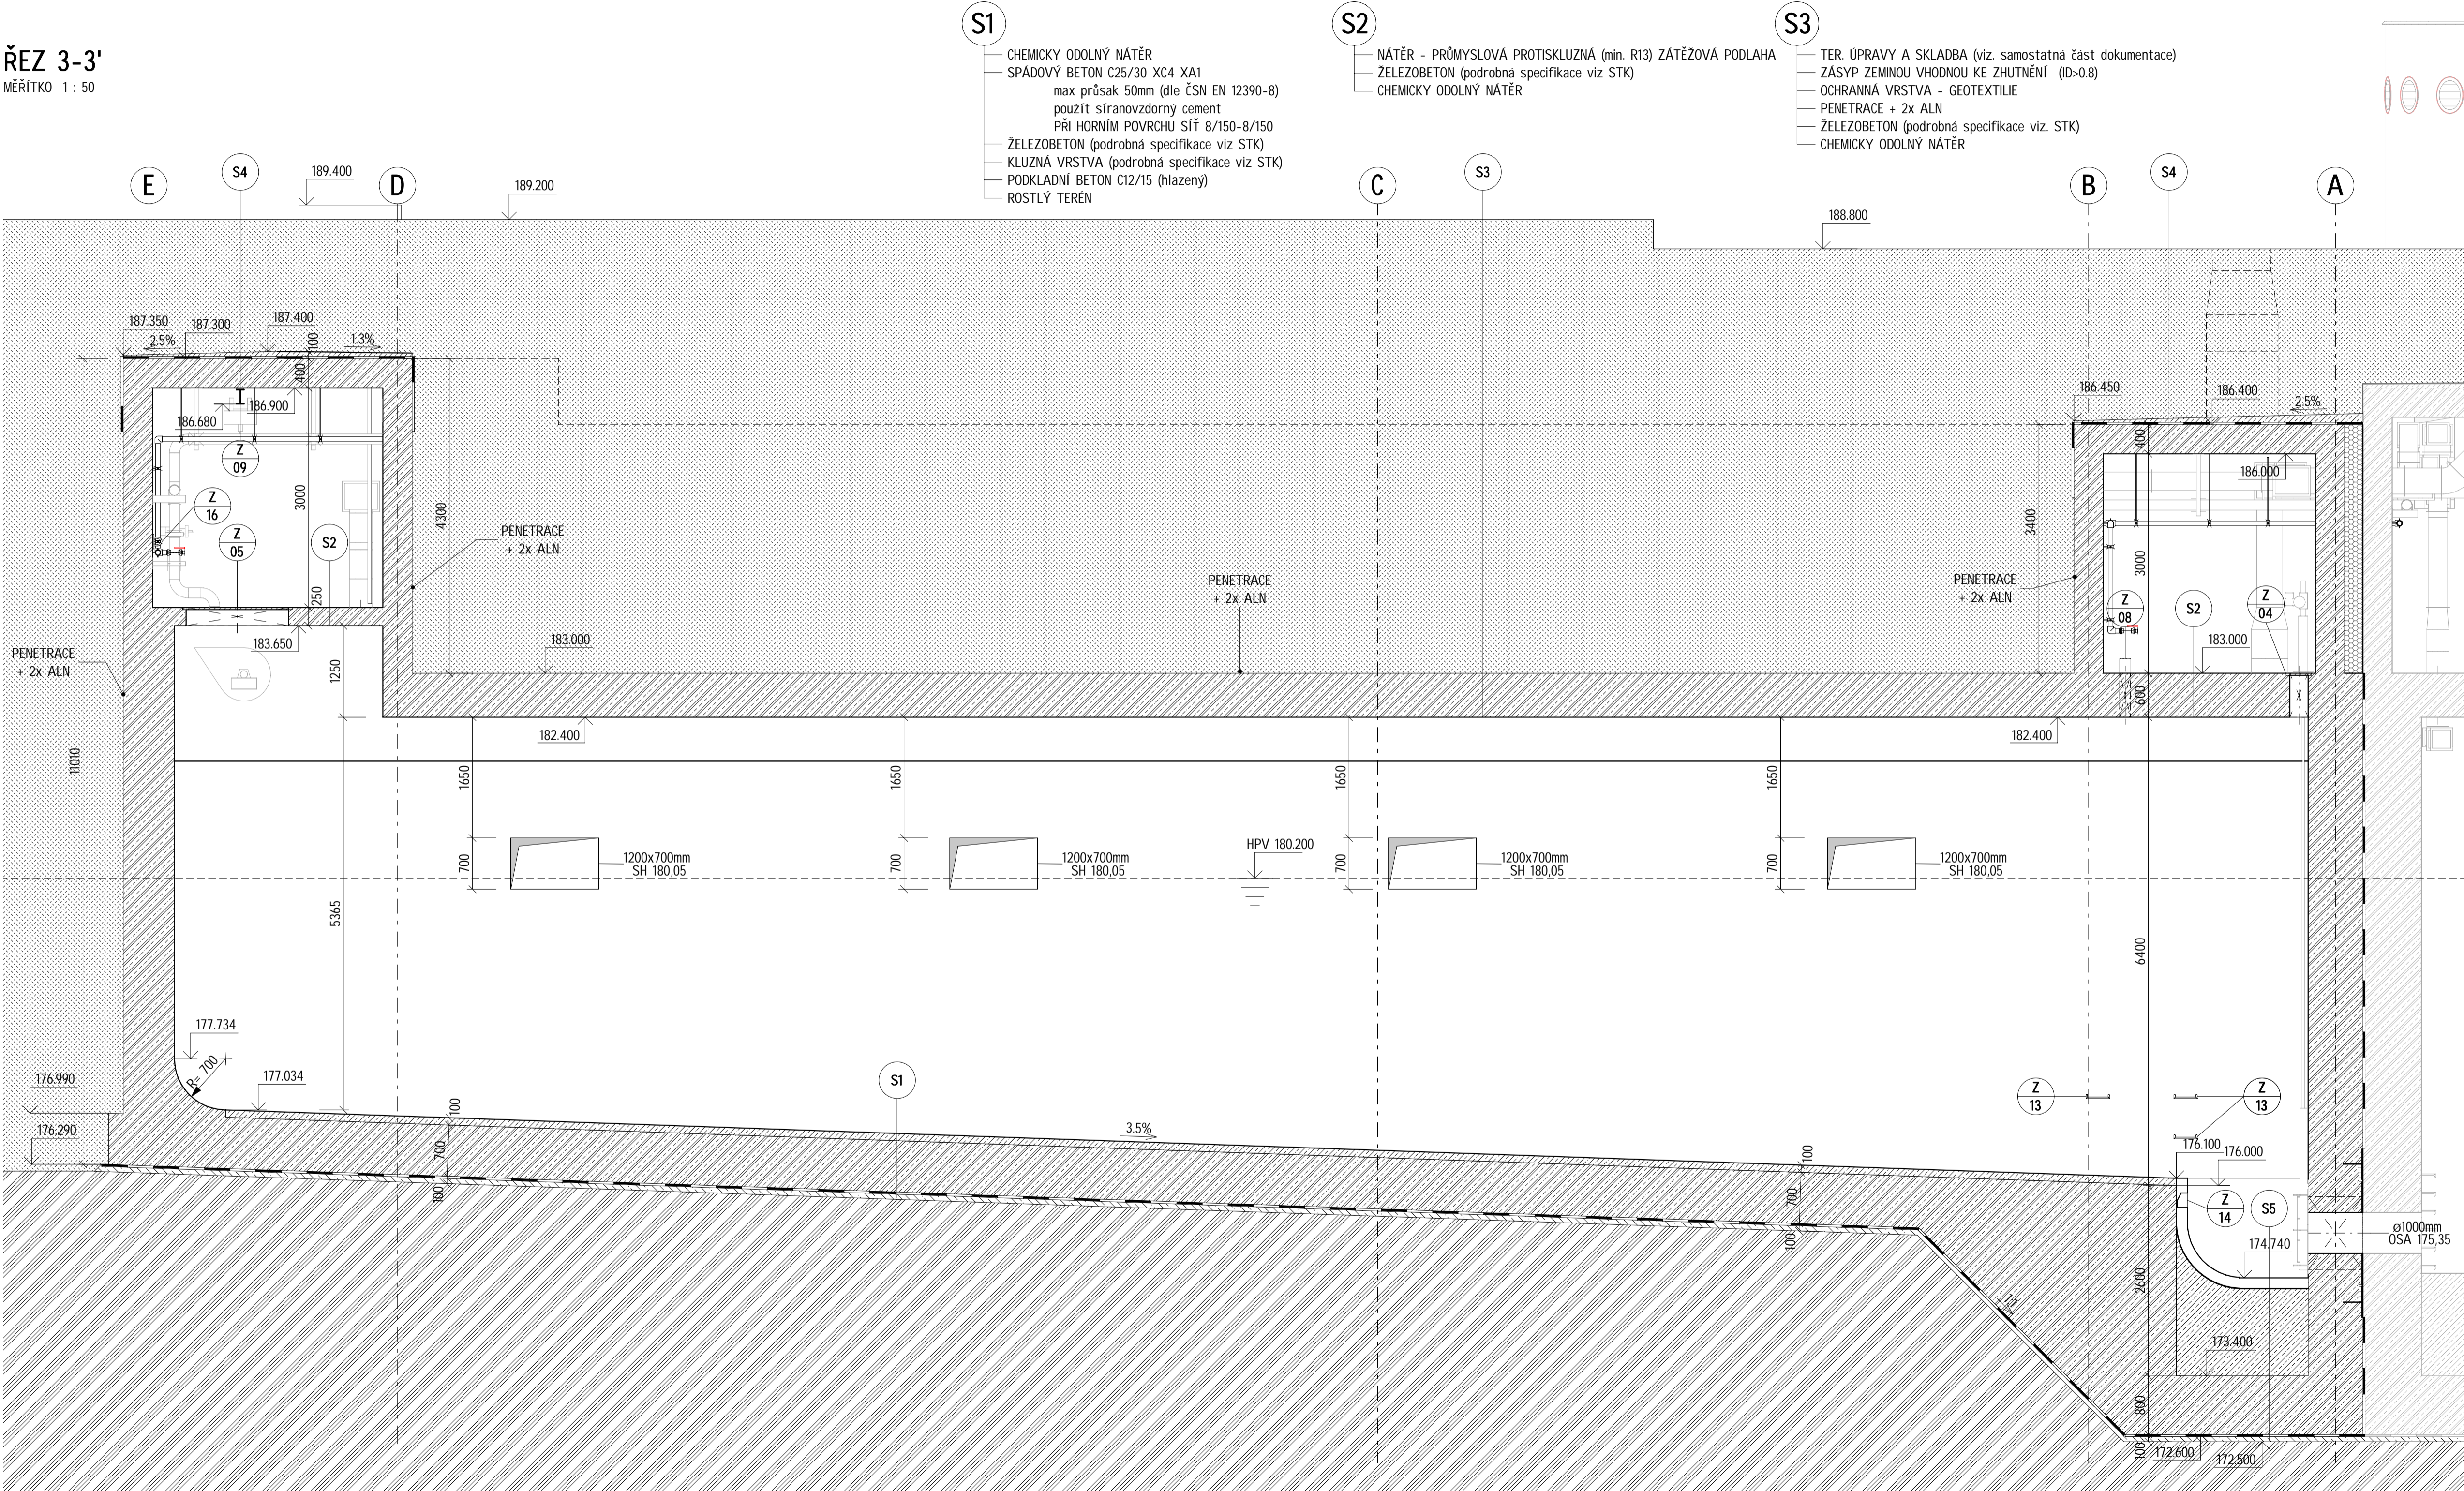 ŘEZ 3-3'
MĚŘÍTKO 1 : 50
S1
CHEMICKY ODOLNÝ NÁTĚR
SPÁDOVÝ BETON C25/30 XC4 XA1
max průsak 50mm (dle ČSN EN 12390-8)
použít síranovzdorný cement
PŘI HORNÍM POVRCHU SÍŤ 8/150-8/150
ŽELEZOBETON (podrobná specifikace viz STK)
KLUZNÁ VRSTVA (podrobná specifikace viz STK)
PODKLADNÍ BETON C12/15 (hlazený)
ROSTLÝ TERÉN
S2
NÁTĚR - PRŮMYSLOVÁ PROTISKLUZNÁ (min. R13) ZÁTĚŽOVÁ PODLAHA
ŽELEZOBETON (podrobná specifikace viz STK)
CHEMICKY ODOLNÝ NÁTĚR
S3
TER. ÚPRAVY A SKLADBA (viz. samostatná část dokumentace)
ZÁSYP ZEMINOU VHODNOU KE ZHUTNĚNÍ (ID>0.8)
OCHRANNÁ VRSTVA - GEOTEXTILIE
PENETRACE + 2x ALN
ŽELEZOBETON (podrobná specifikace viz. STK)
CHEMICKY ODOLNÝ NÁTĚR
E
S4
D
C
S3
B
S4
A
189.400
189.200
188.800
187.350
187.300
187.400
2.5%
1.3%
100
400
186.900
186.680
Z
09
Z
16
Z
05
S2
3000
250
4300
PENETRACE
+ 2x ALN
PENETRACE
+ 2x ALN
PENETRACE
+ 2x ALN
PENETRACE
+ 2x ALN
186.450
186.400
2.5%
400
186.000
3400
3000
Z
08
S2
Z
04
183.000
600
183.650
183.000
1250
182.400
182.400
11010
1650
1650
1650
1650
700
700
700
700
1200x700mm
SH 180,05
1200x700mm
SH 180,05
HPV 180.200
1200x700mm
SH 180,05
1200x700mm
SH 180,05
5365
6400
177.734
R= 700
177.034
176.990
176.290
100
700
100
S1
3.5%
100
700
100
Z
13
Z
13
176.100
176.000
Z
14
S5
ø1000mm
OSA 175,35
174.740
2600
1:1
173.400
800
100
172.600
172.500